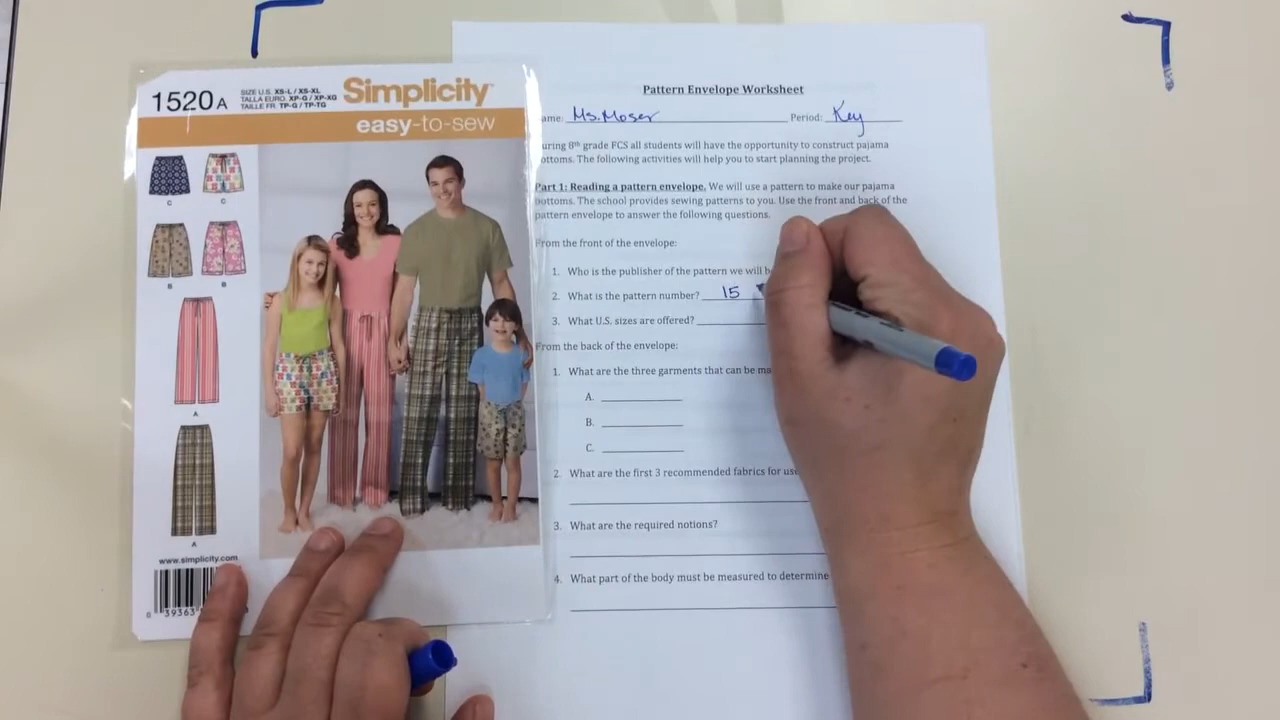 1520 A
SIZE U.S. XS-L / XS-XL
TALLA EURO. XP-G / XP-XG
TAILLE FR. TP-G / TP-TG
Simplicity
easy-to-sew
C
C
B
B
A
A
www.simplicity.com
0 39363
Pattern Envelope Worksheet
ame: Ms. Moser Period: Key
uring 8th grade FCS all students will have the opportunity to construct pajama
ottoms. The following activities will help you to start planning the project.
Part 1: Reading a pattern envelope. We will use a pattern to make our pajama
bottoms. The school provides sewing patterns to you. Use the front and back of the
pattern envelope to answer the following questions.
From the front of the envelope:
1. Who is the publisher of the pattern we will b
2. What is the pattern number? 15
3. What U.S. sizes are offered?
From the back of the envelope:
1. What are the three garments that can be ma
A.
B.
C.
2. What are the first 3 recommended fabrics for use
3. What are the required notions?
4. What part of the body must be measured to determine